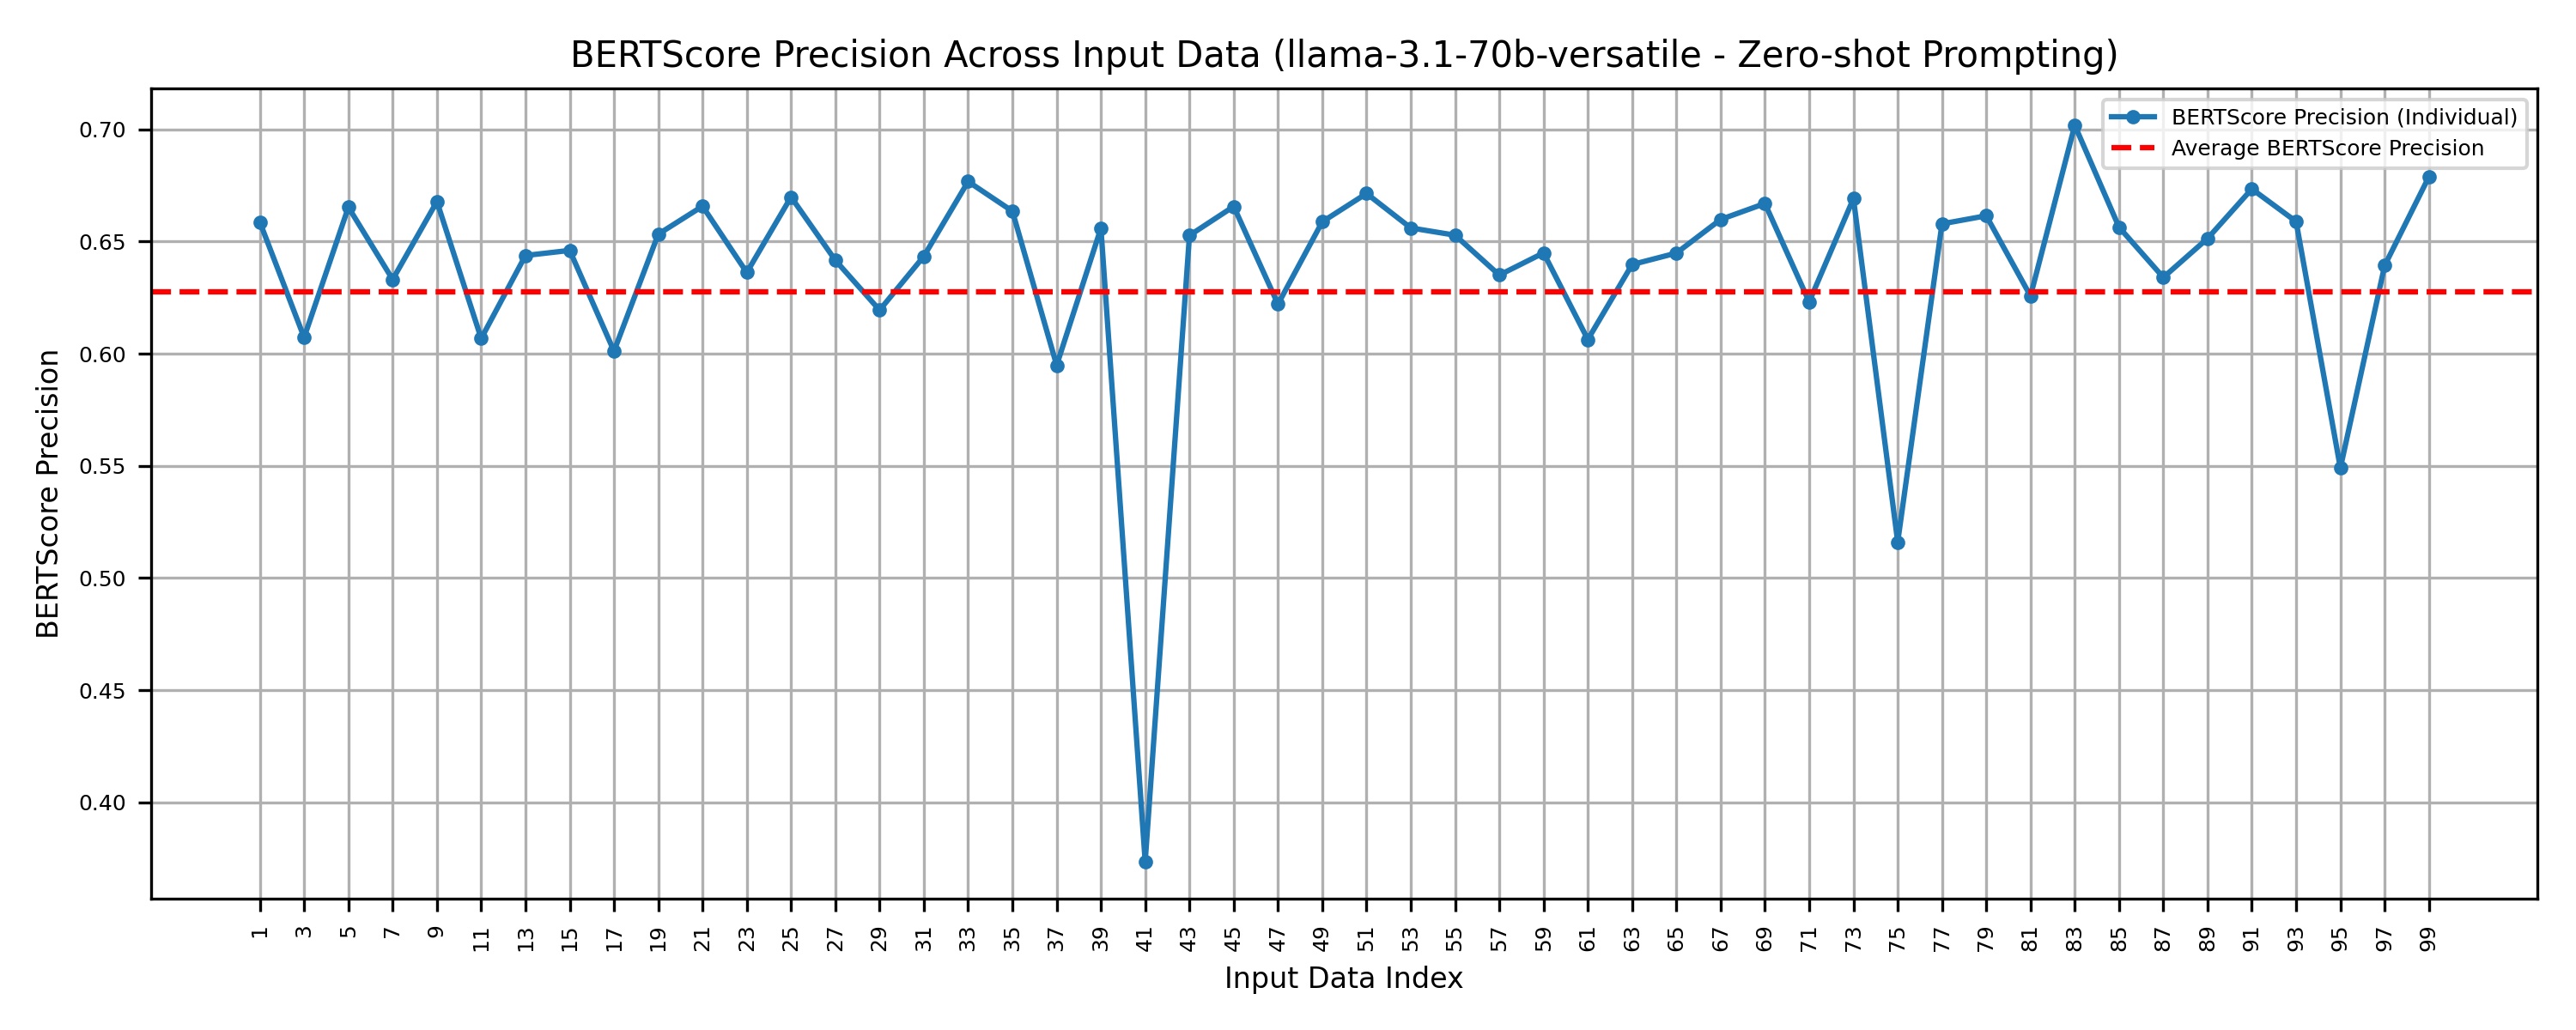 BERTScore Precision Across Input Data (llama-3.1-70b-versatile - Zero-shot Prompting)
BERTScore Precision (Individual)
Average BERTScore Precision
BERTScore Precision
0.70
0.65
0.60
0.55
0.50
0.45
0.40
1 3 5 7 9 11 13 15 17 19 21 23 25 27 29 31 33 35 37 39 41 43 45 47 49 51 53 55 57 59 61 63 65 67 69 71 73 75 77 79 81 83 85 87 89 91 93 95 97 99
Input Data Index